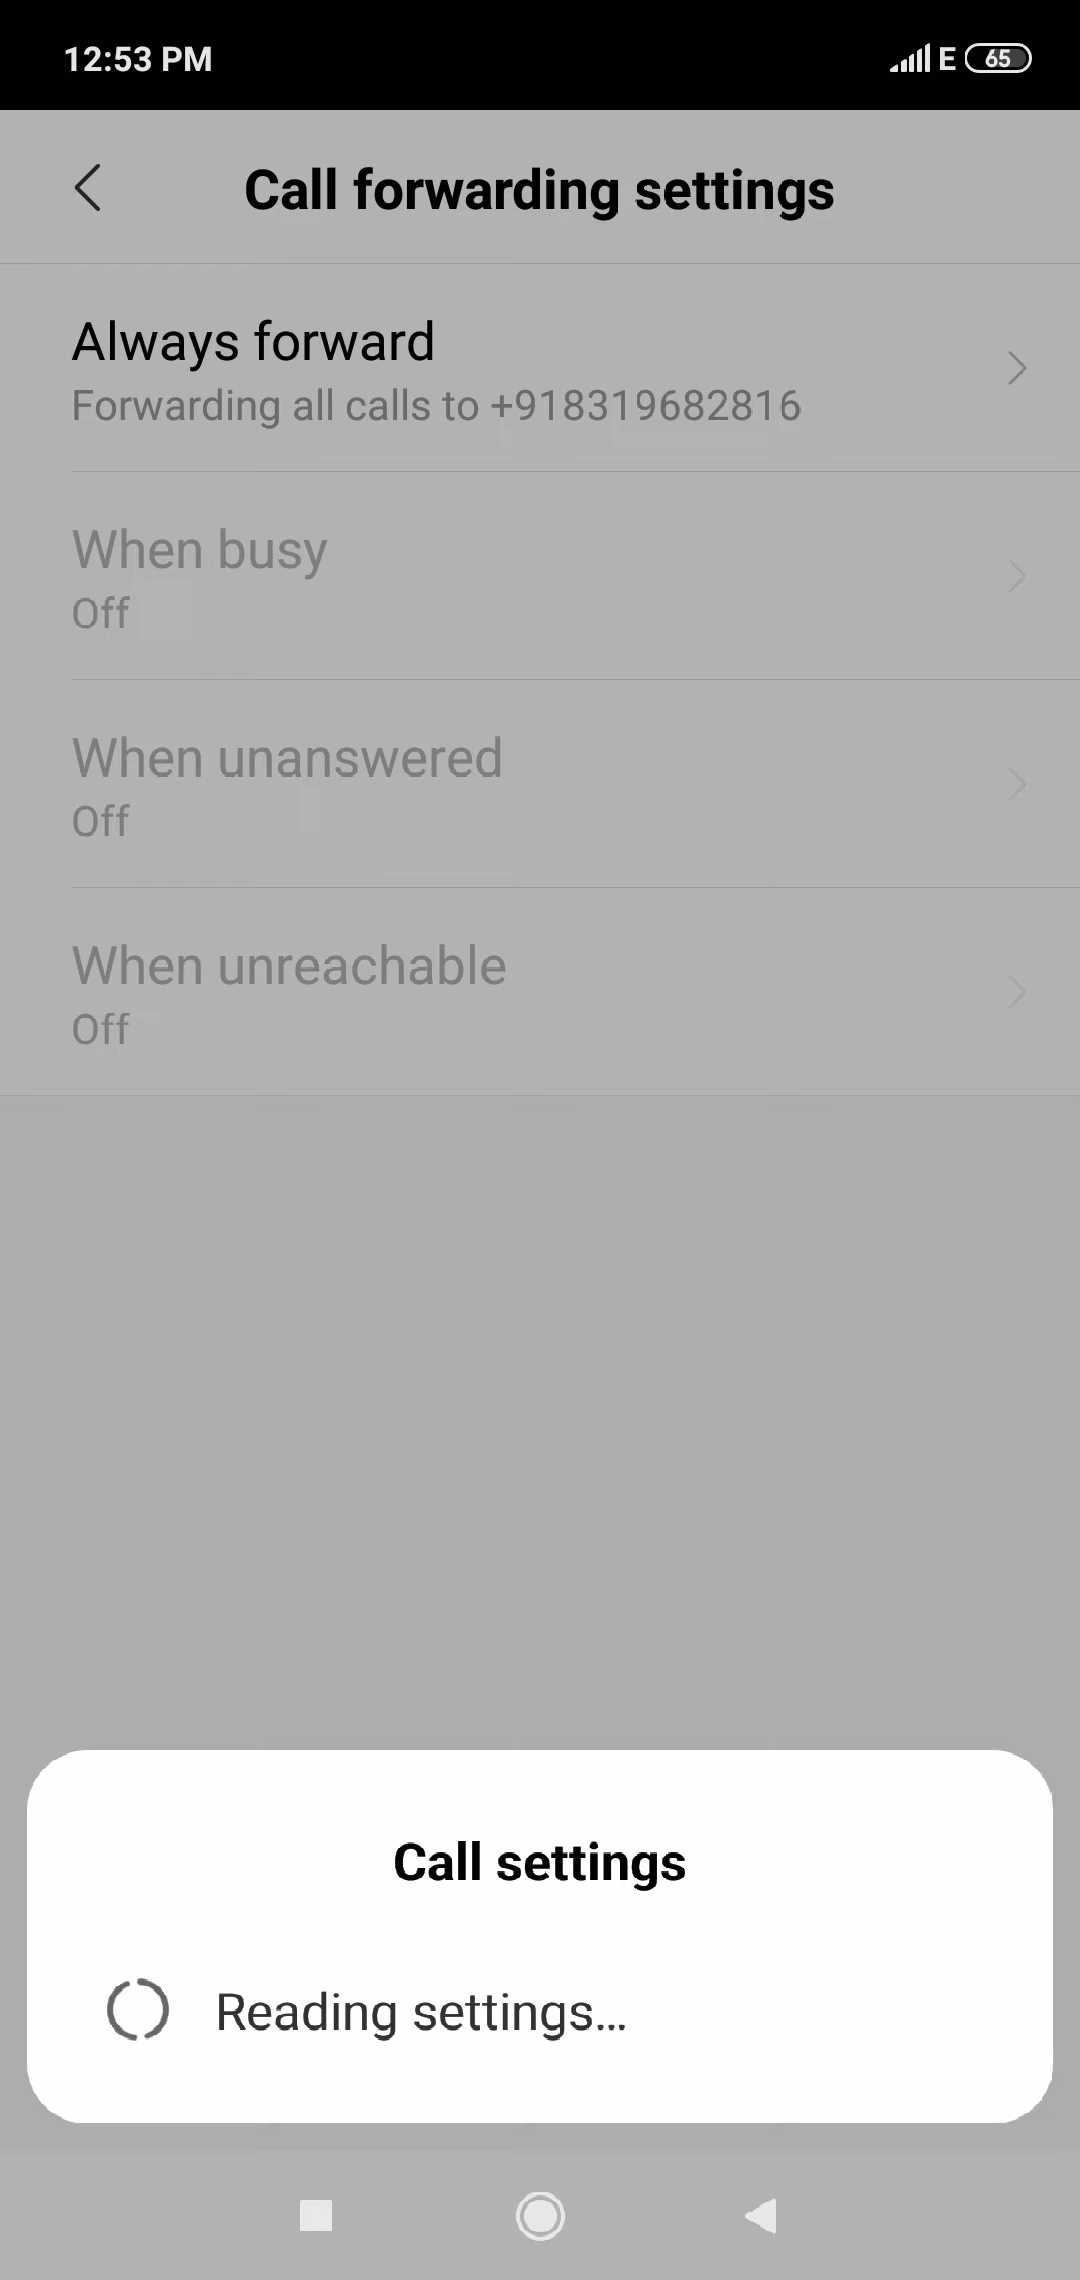 12:53 PM
E 65
Call forwarding settings
Always forward
Forwarding all calls to +918319682816
When busy
Off
When unanswered
Off
When unreachable
Off
Call settings
Reading settings...